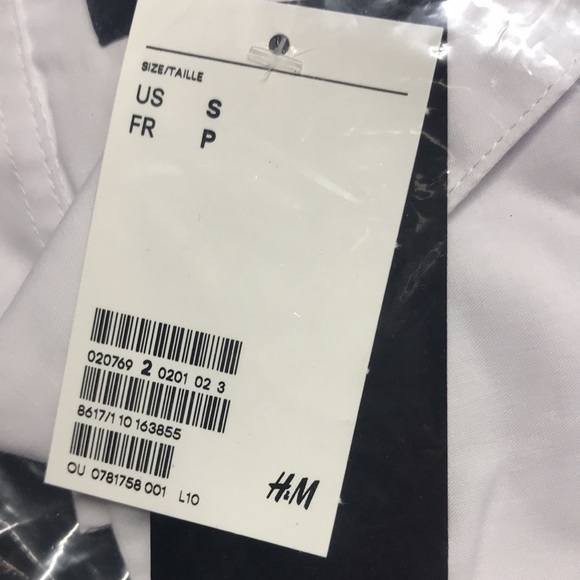 SIZE/TAILLE
US S
FR P
020769 2 0201 02 3
8617/1 10 163855
OU 0781758 001 L10
H&M